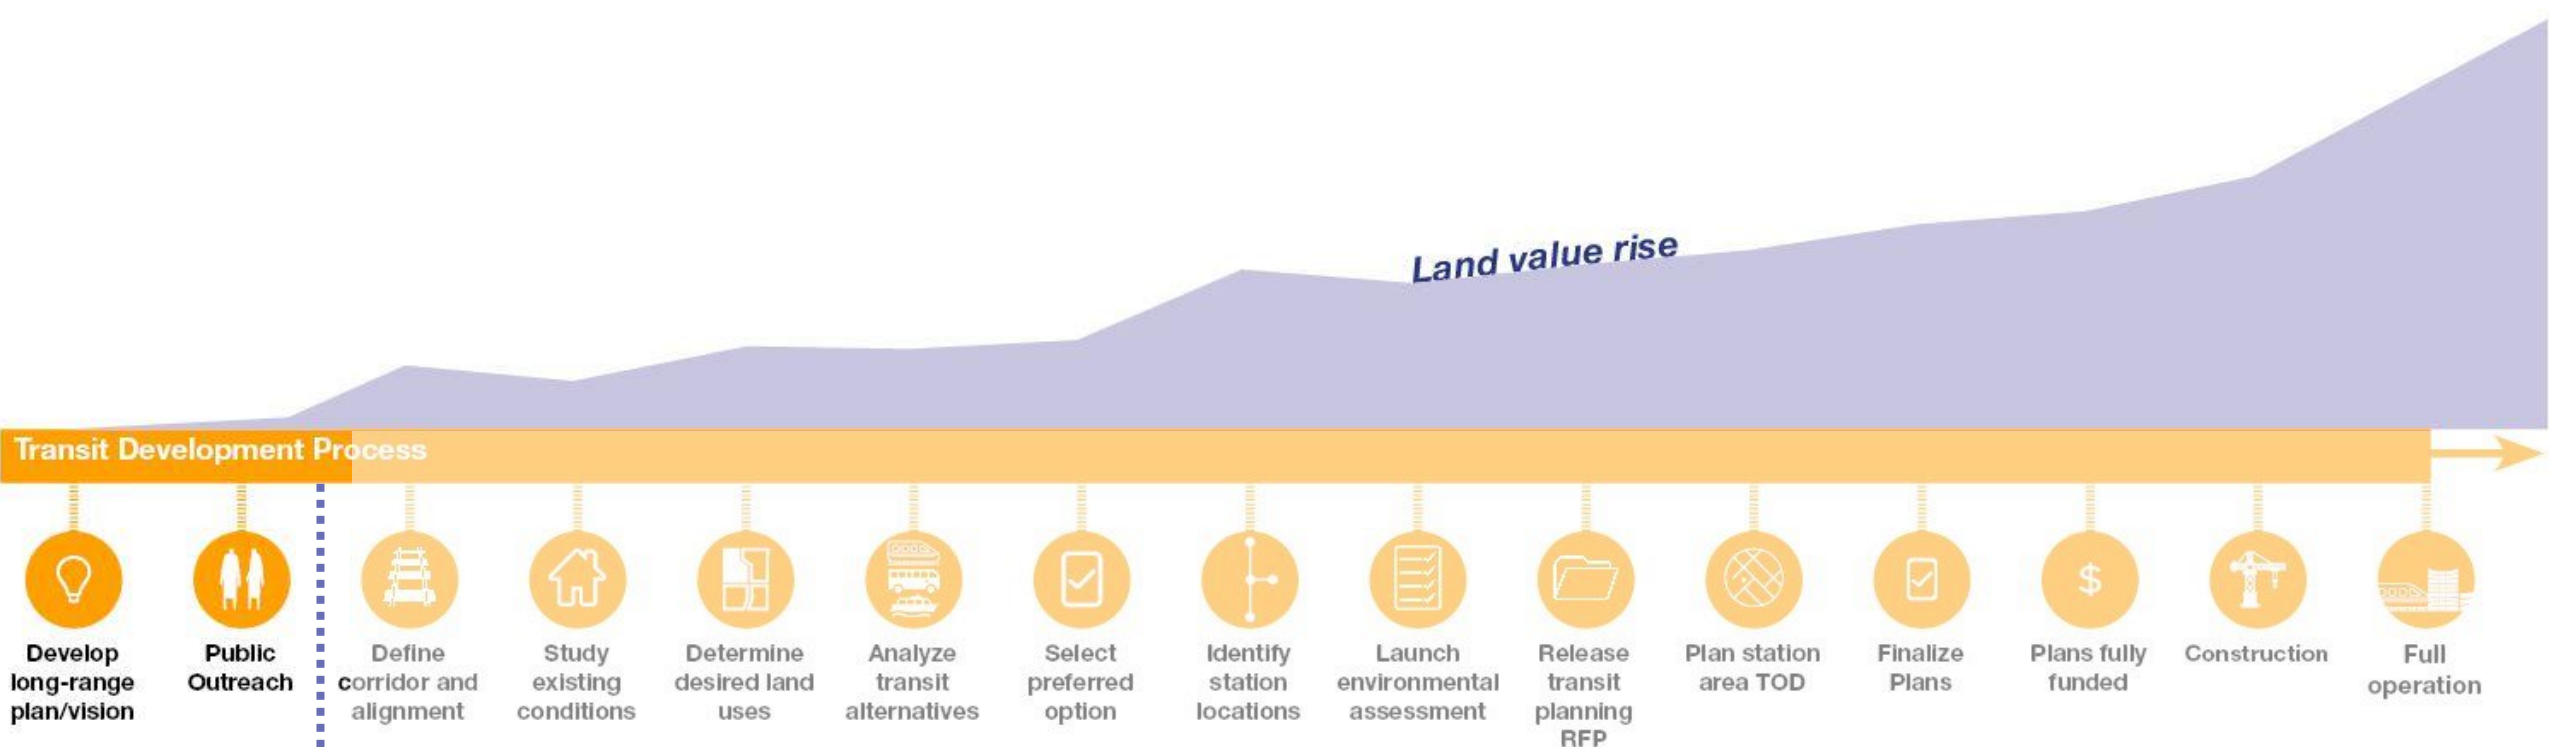 Land value rise
Transit Development Process
Develop
long-range
plan/vision
Public
Outreach
Define
corridor and
alignment
Study
existing
conditions
Determine
desired land
uses
Analyze
transit
alternatives
Select
preferred
option
Identify
station
locations
Launch
environmental
assessment
Release
transit
planning
RFP
Plan station
area TOD
Finalize
Plans
$
Plans fully
funded
Construction
Full
operation